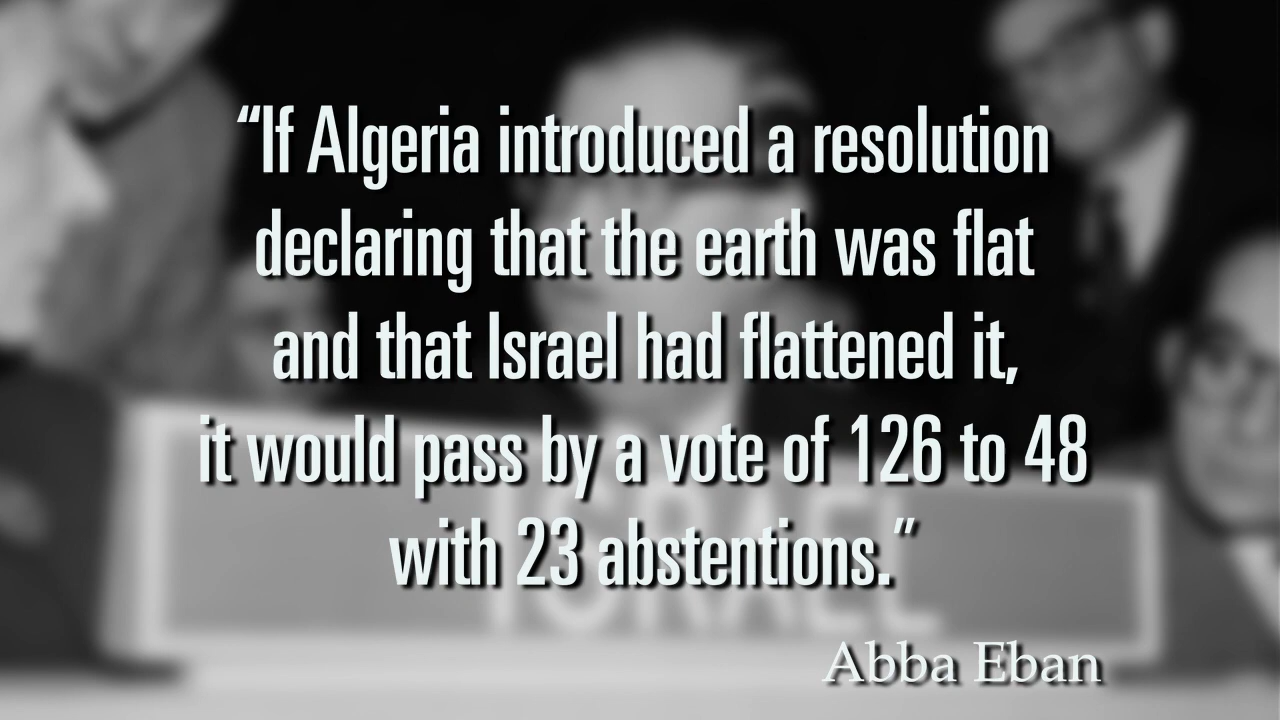 “If Algeria introduced a resolution
declaring that the earth was flat
and that Israel had flattened it,
it would pass by a vote of 126 to 48
with 23 abstentions.”
Abba Eban
ISRAEL